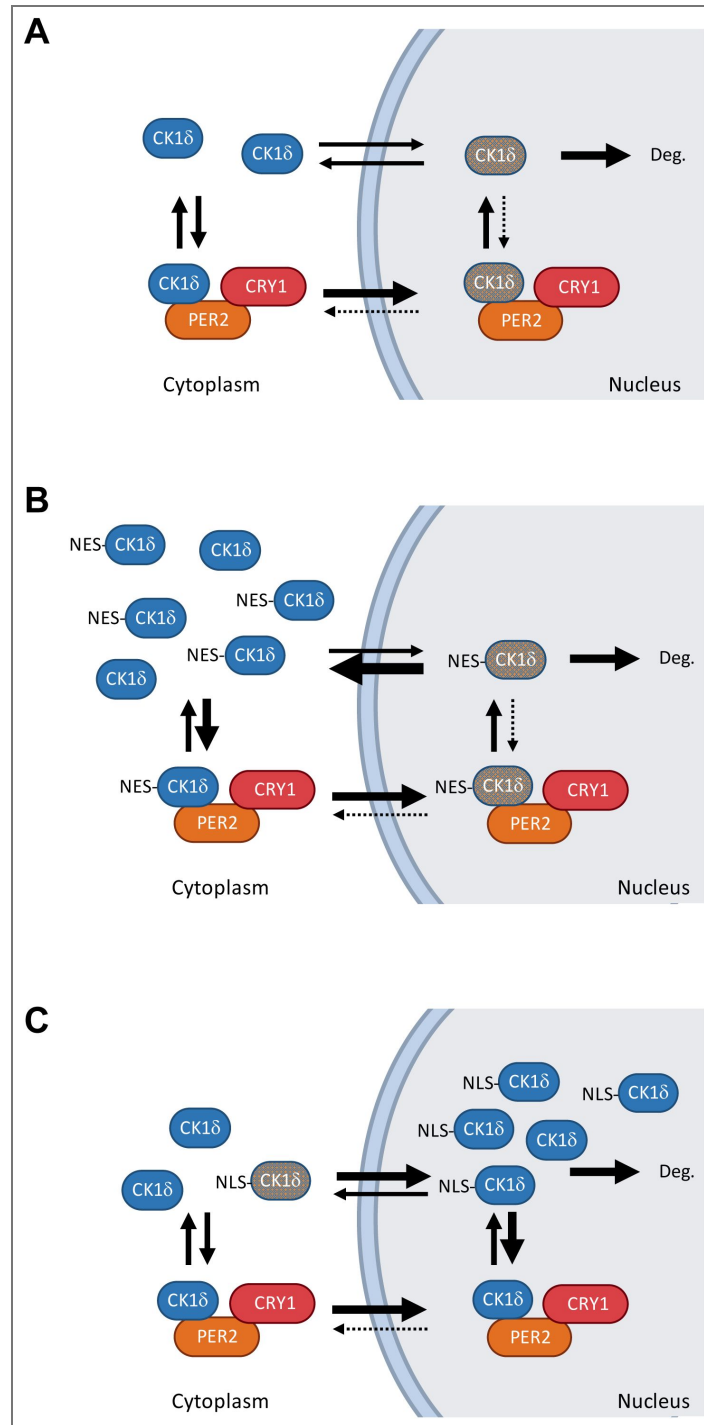 A
CK1δ
CK1δ
CK1δ
Deg.
CK1δ
CRY1
PER2
CK1δ
CRY1
PER2
Cytoplasm
Nucleus
B
NES-CK1δ
CK1δ
NES-CK1δ
NES-CK1δ
NES-CK1δ
CK1δ
NES-CK1δ
Deg.
NES-CK1δ
CRY1
PER2
NES-CK1δ
CRY1
PER2
Cytoplasm
Nucleus
C
NLS-CK1δ
NLS-CK1δ
CK1δ
NLS-CK1δ
CK1δ
CK1δ
NLS-CK1δ
NLS-CK1δ
Deg.
CK1δ
CRY1
PER2
CK1δ
CRY1
PER2
Cytoplasm
Nucleus